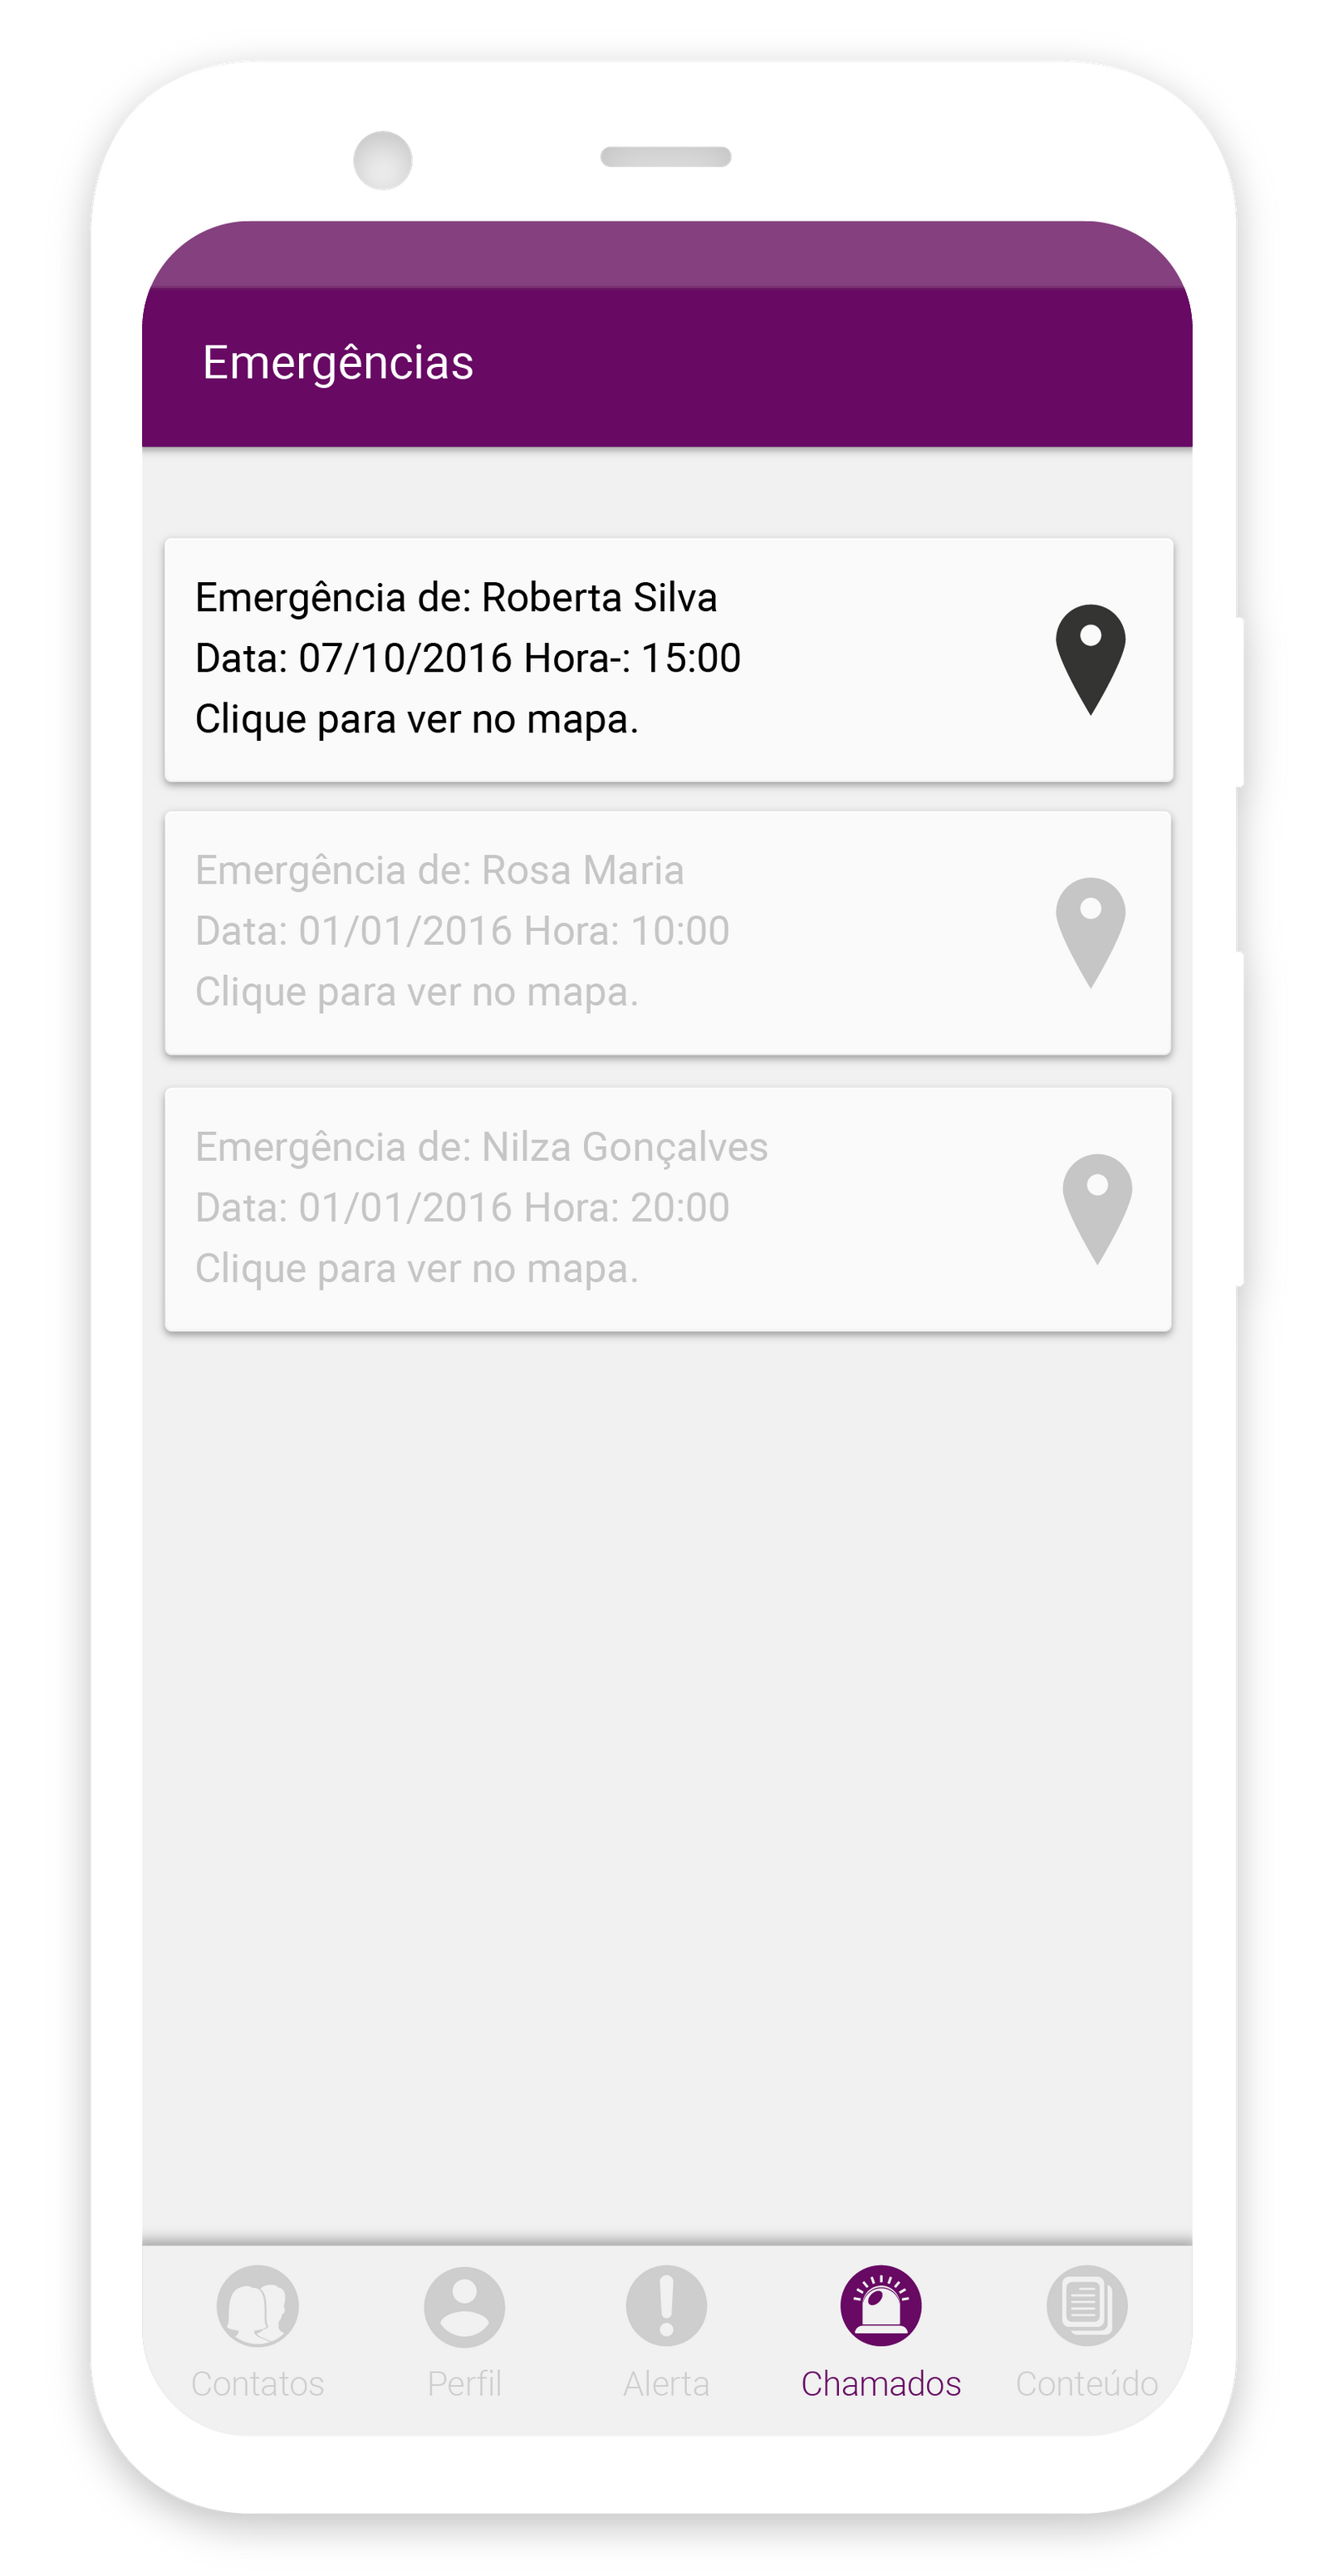 Emergências
Emergência de: Roberta Silva
Data: 07/10/2016 Hora-: 15:00
Clique para ver no mapa.
Emergência de: Rosa Maria
Data: 01/01/2016 Hora: 10:00
Clique para ver no mapa.
Emergência de: Nilza Gonçalves
Data: 01/01/2016 Hora: 20:00
Clique para ver no mapa.
Contatos Perfil Alerta Chamados Conteúdo